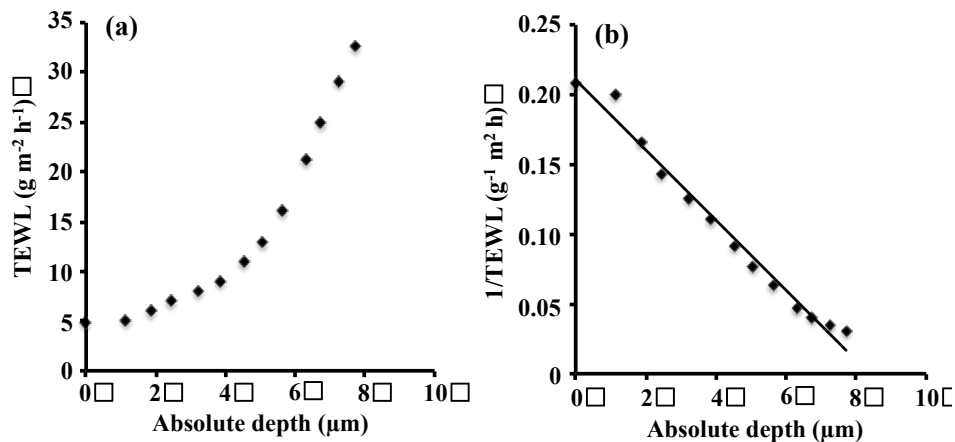 (a)
35
30
25
20
15
10
5
0
TEWL (g m-2 h-1)□
0□ 2□ 4□ 6□ 8□ 10□
Absolute depth (μm)
(b)
0.25
0.20
0.15
0.10
0.05
0
1/TEWL (g-1 m2 h)□
0□ 2□ 4□ 6□ 8□ 10□
Absolute depth (μm)